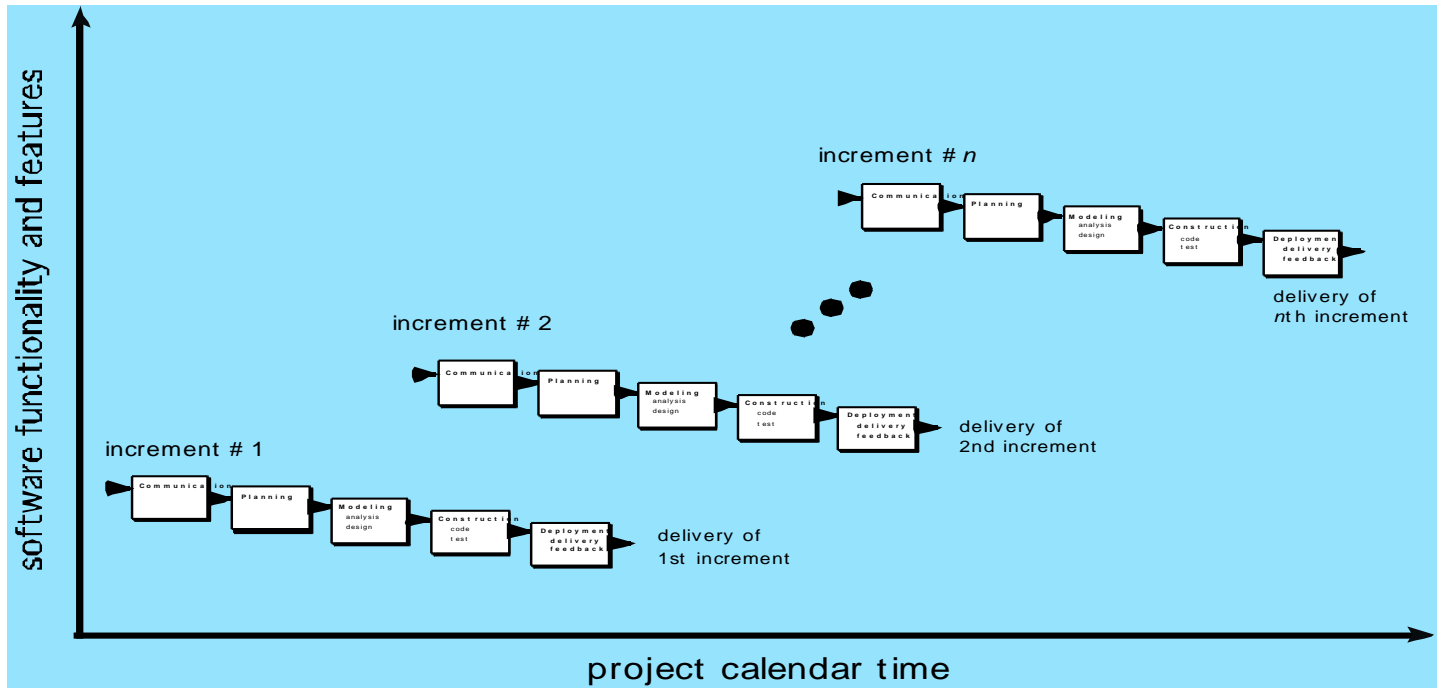 software functionality and features
increment # n
Communication
Planning
Modeling
analysis
design
Construction
code
test
Deployment
delivery
feedback
delivery of
nth increment
increment # 2
Communication
Planning
Modeling
analysis
design
Construction
code
test
Deployment
delivery
feedback
delivery of
2nd increment
increment # 1
Communication
Planning
Modeling
analysis
design
Construction
code
test
Deployment
delivery
feedback
delivery of
1st increment
project calendar time